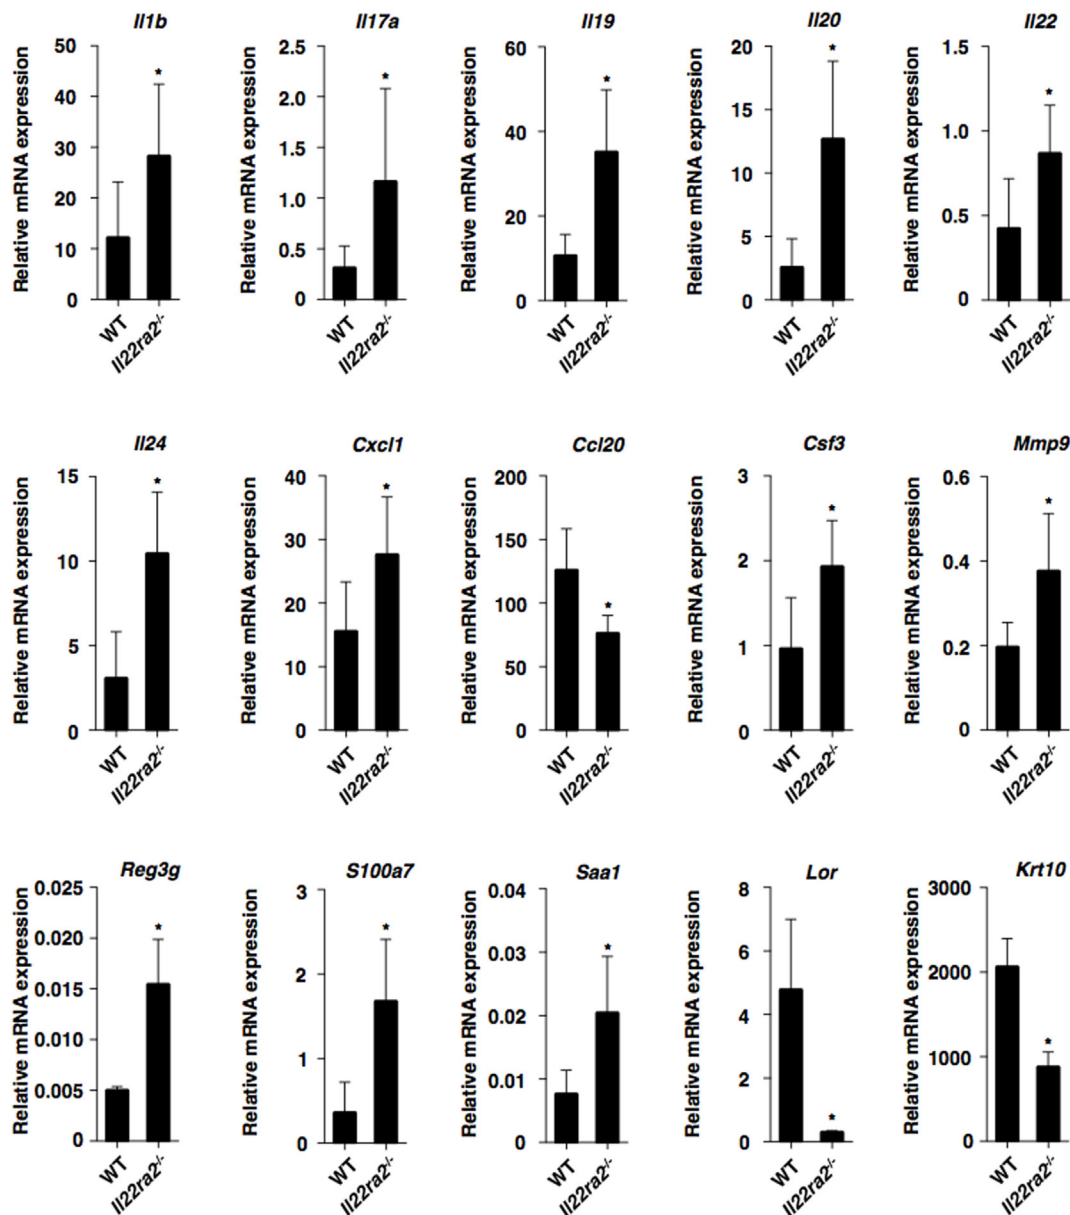 Il1b Il17a Il19 Il20 Il22
Relative mRNA expression
50
40
30
20
10
0
*
WT
Il22ra2-/-
Relative mRNA expression
2.5
2.0
1.5
1.0
0.5
0
*
WT
Il22ra2-/-
Relative mRNA expression
60
40
20
0
*
WT
Il22ra2-/-
Relative mRNA expression
20
15
10
5
0
*
WT
Il22ra2-/-
Relative mRNA expression
1.5
1.0
0.5
0
*
WT
Il22ra2-/-
Il24 Cxcl1 Ccl20 Csf3 Mmp9
Relative mRNA expression
15
10
5
0
*
WT
Il22ra2-/-
Relative mRNA expression
40
30
20
10
0
*
WT
Il22ra2-/-
Relative mRNA expression
200
150
100
50
0
*
WT
Il22ra2-/-
Relative mRNA expression
3
2
1
0
*
WT
Il22ra2-/-
Relative mRNA expression
0.6
0.4
0.2
0
*
WT
Il22ra2-/-
Reg3g S100a7 Saa1 Lor Krt10
Relative mRNA expression
0.025
0.020
0.015
0.010
0.005
0
*
WT
Il22ra2-/-
Relative mRNA expression
3
2
1
0
*
WT
Il22ra2-/-
Relative mRNA expression
0.04
0.03
0.02
0.01
0
*
WT
Il22ra2-/-
Relative mRNA expression
8
6
4
2
0
*
WT
Il22ra2-/-
Relative mRNA expression
3000
2000
1000
0
*
WT
Il22ra2-/-